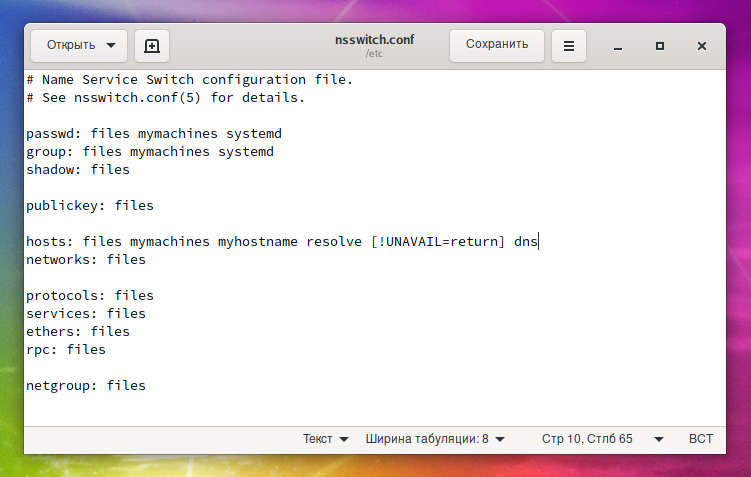 Открыть
nsswitch.conf
/etc
Сохранить
# Name Service Switch configuration file.
# See nsswitch.conf(5) for details.
passwd: files mymachines systemd
group: files mymachines systemd
shadow: files
publickey: files
hosts: files mymachines myhostname resolve [!UNAVAIL=return] dns
networks: files
protocols: files
services: files
ethers: files
rpc: files
netgroup: files
Текст Ширина табуляции: 8 Стр 10, Стлб 65 ВСТ